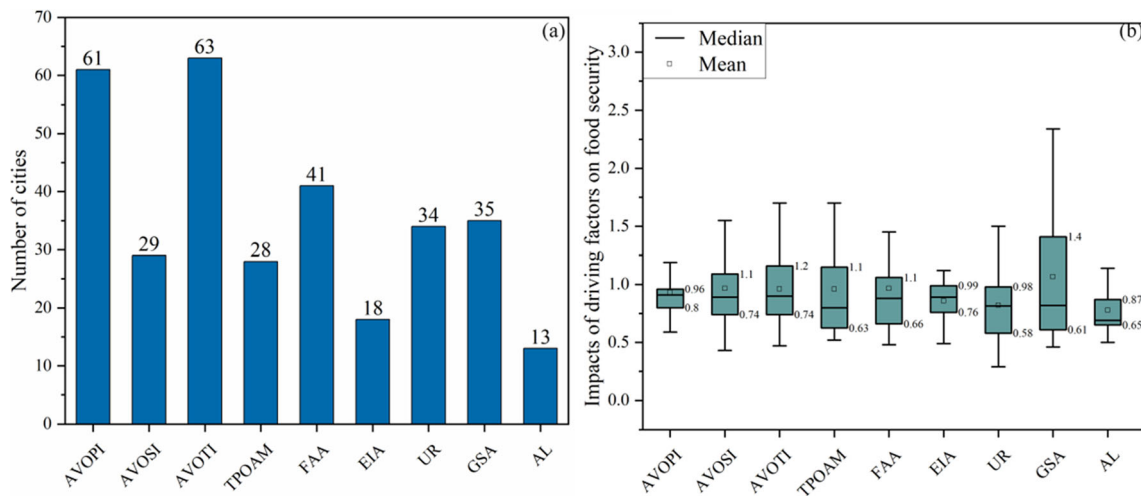 (a)
Number of cities
70
60
50
40
30
20
10
0
61
29
63
28
41
18
34
35
13
AVOPI
AVOSI
AVOTI
TPOAM
FAA
EIA
UR
GSA
AL
(b)
Median
Mean
Impacts of driving factors on food security
3.0
2.5
2.0
1.5
1.0
0.5
0.0
0.96
0.8
1.1
0.74
1.2
0.74
1.1
0.63
1.1
0.66
0.99
0.76
0.98
0.58
1.4
0.61
0.87
0.65
AVOPI
AVOSI
AVOTI
TPOAM
FAA
EIA
UR
GSA
AL